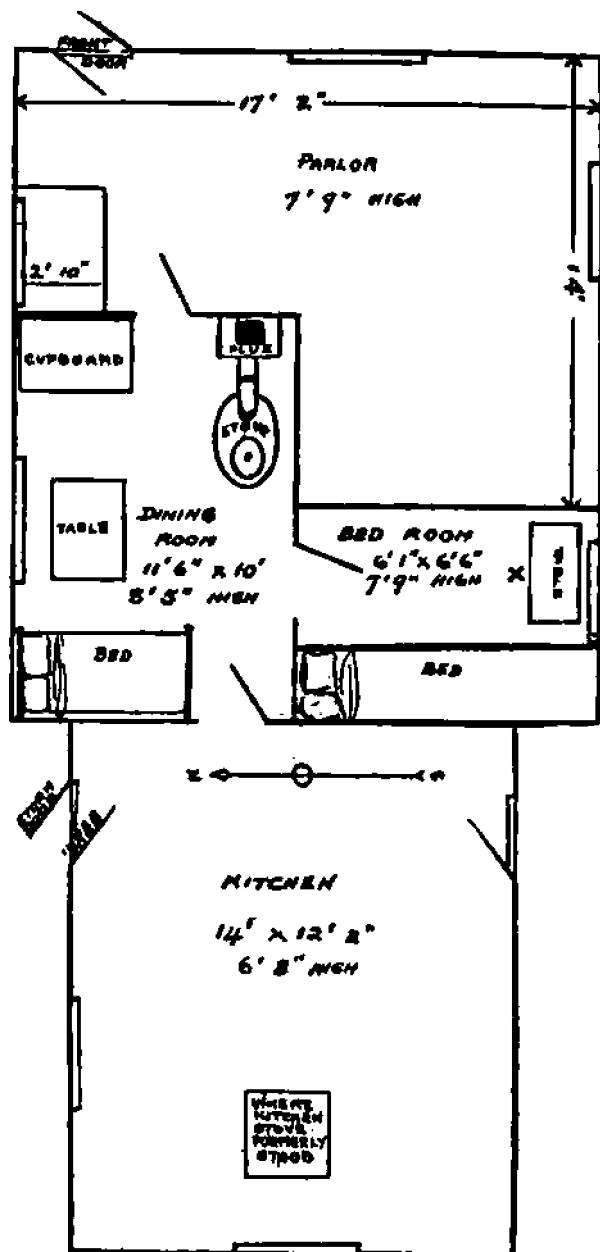 FRONT
DOOR
17' 2"
PARLOR
7' 9" HIGH
14'
2' 10"
CUPBOARD
FLUE
STOVE
TABLE
DINING
ROOM
11' 6" x 10'
8' 5" HIGH
BED ROOM
6' 1" x 6' 6"
7' 9" HIGH
X
BED
BED
N
S
STORM
DOOR
KITCHEN
14' x 12' 2"
6' 8" HIGH
WHERE
KITCHEN
STOVE
FORMERLY
STOOD